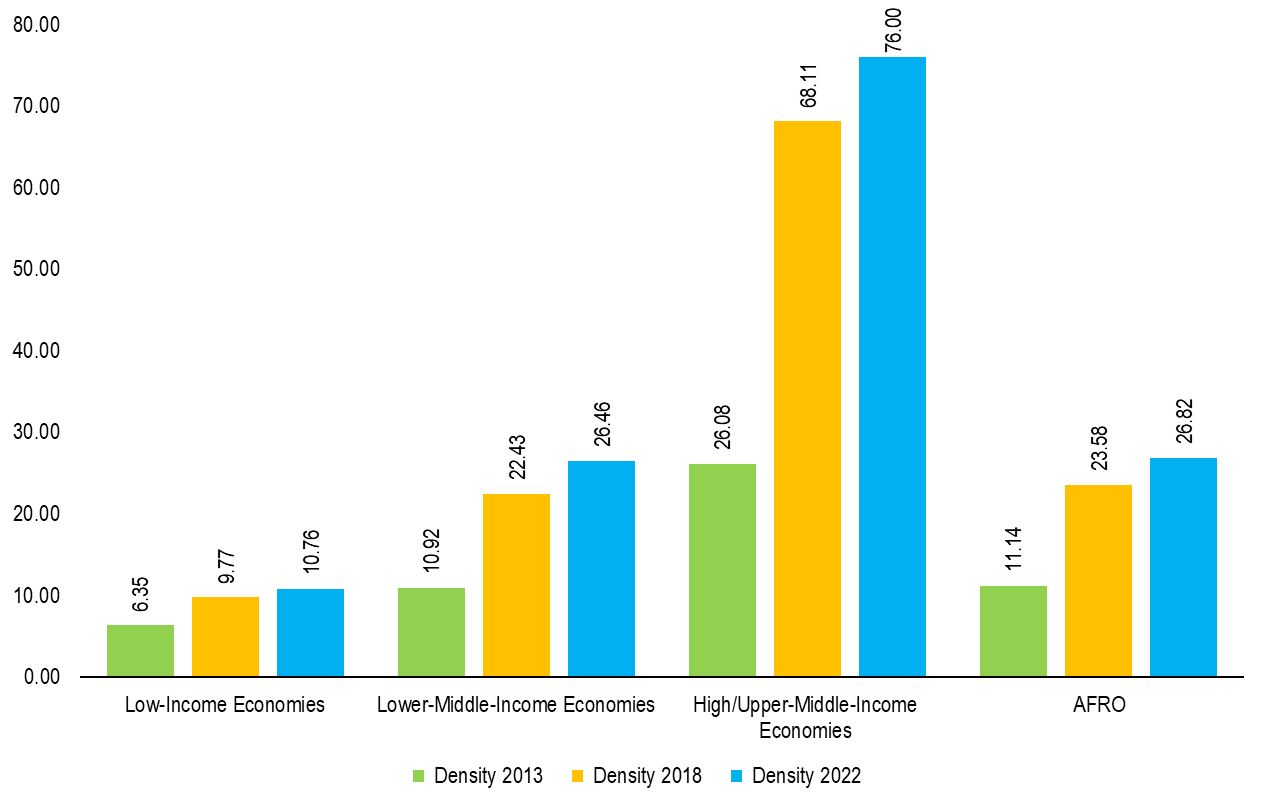 80.00
70.00
60.00
50.00
40.00
30.00
20.00
10.00
0.00
6.35
9.77
10.76
10.92
22.43
26.46
26.08
68.11
76.00
11.14
23.58
26.82
Low-Income Economies
Lower-Middle-Income Economies
High/Upper-Middle-Income
Economies
AFRO
Density 2013
Density 2018
Density 2022